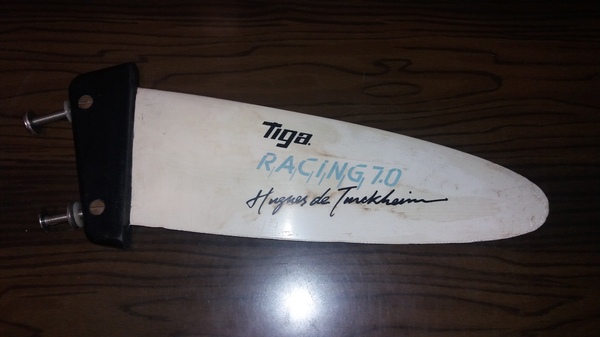 Tiga.
RACING 7.0
Hugues de Turckheim